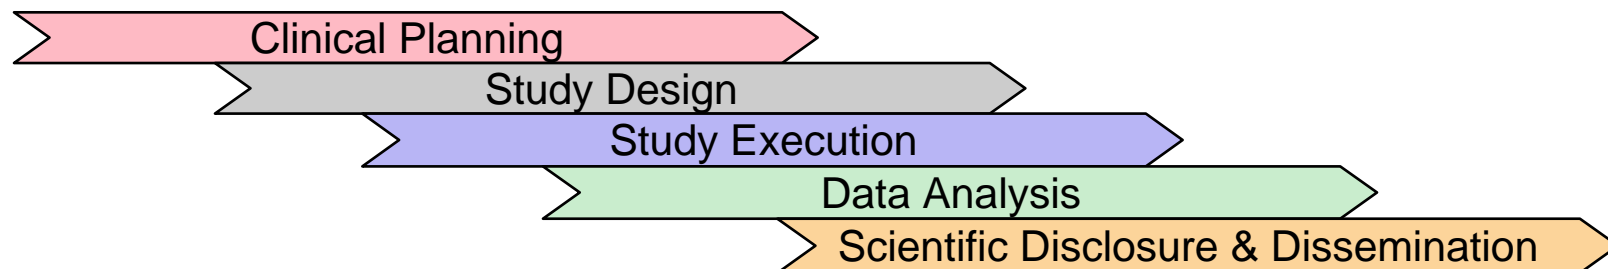 Clinical Planning
Study Design
Study Execution
Data Analysis
Scientific Disclosure & Dissemination